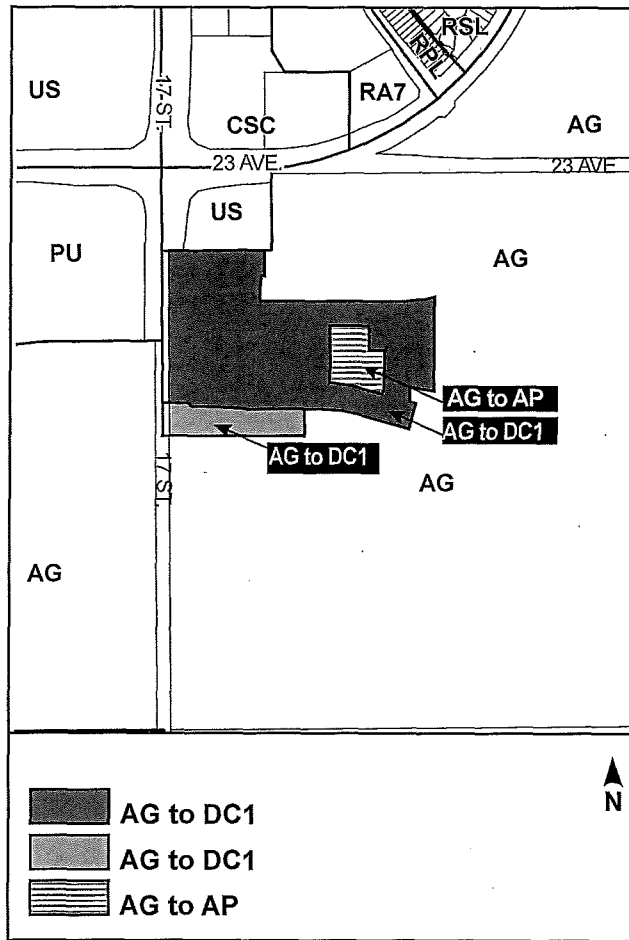 RSL
RPL
US
17-ST.
RA7
CSC
AG
23 AVE.
23 AVE
US
PU
AG
AG to AP
AG to DC1
AG to DC1
17 ST.
AG
AG
N
AG to DC1
AG to DC1
AG to AP